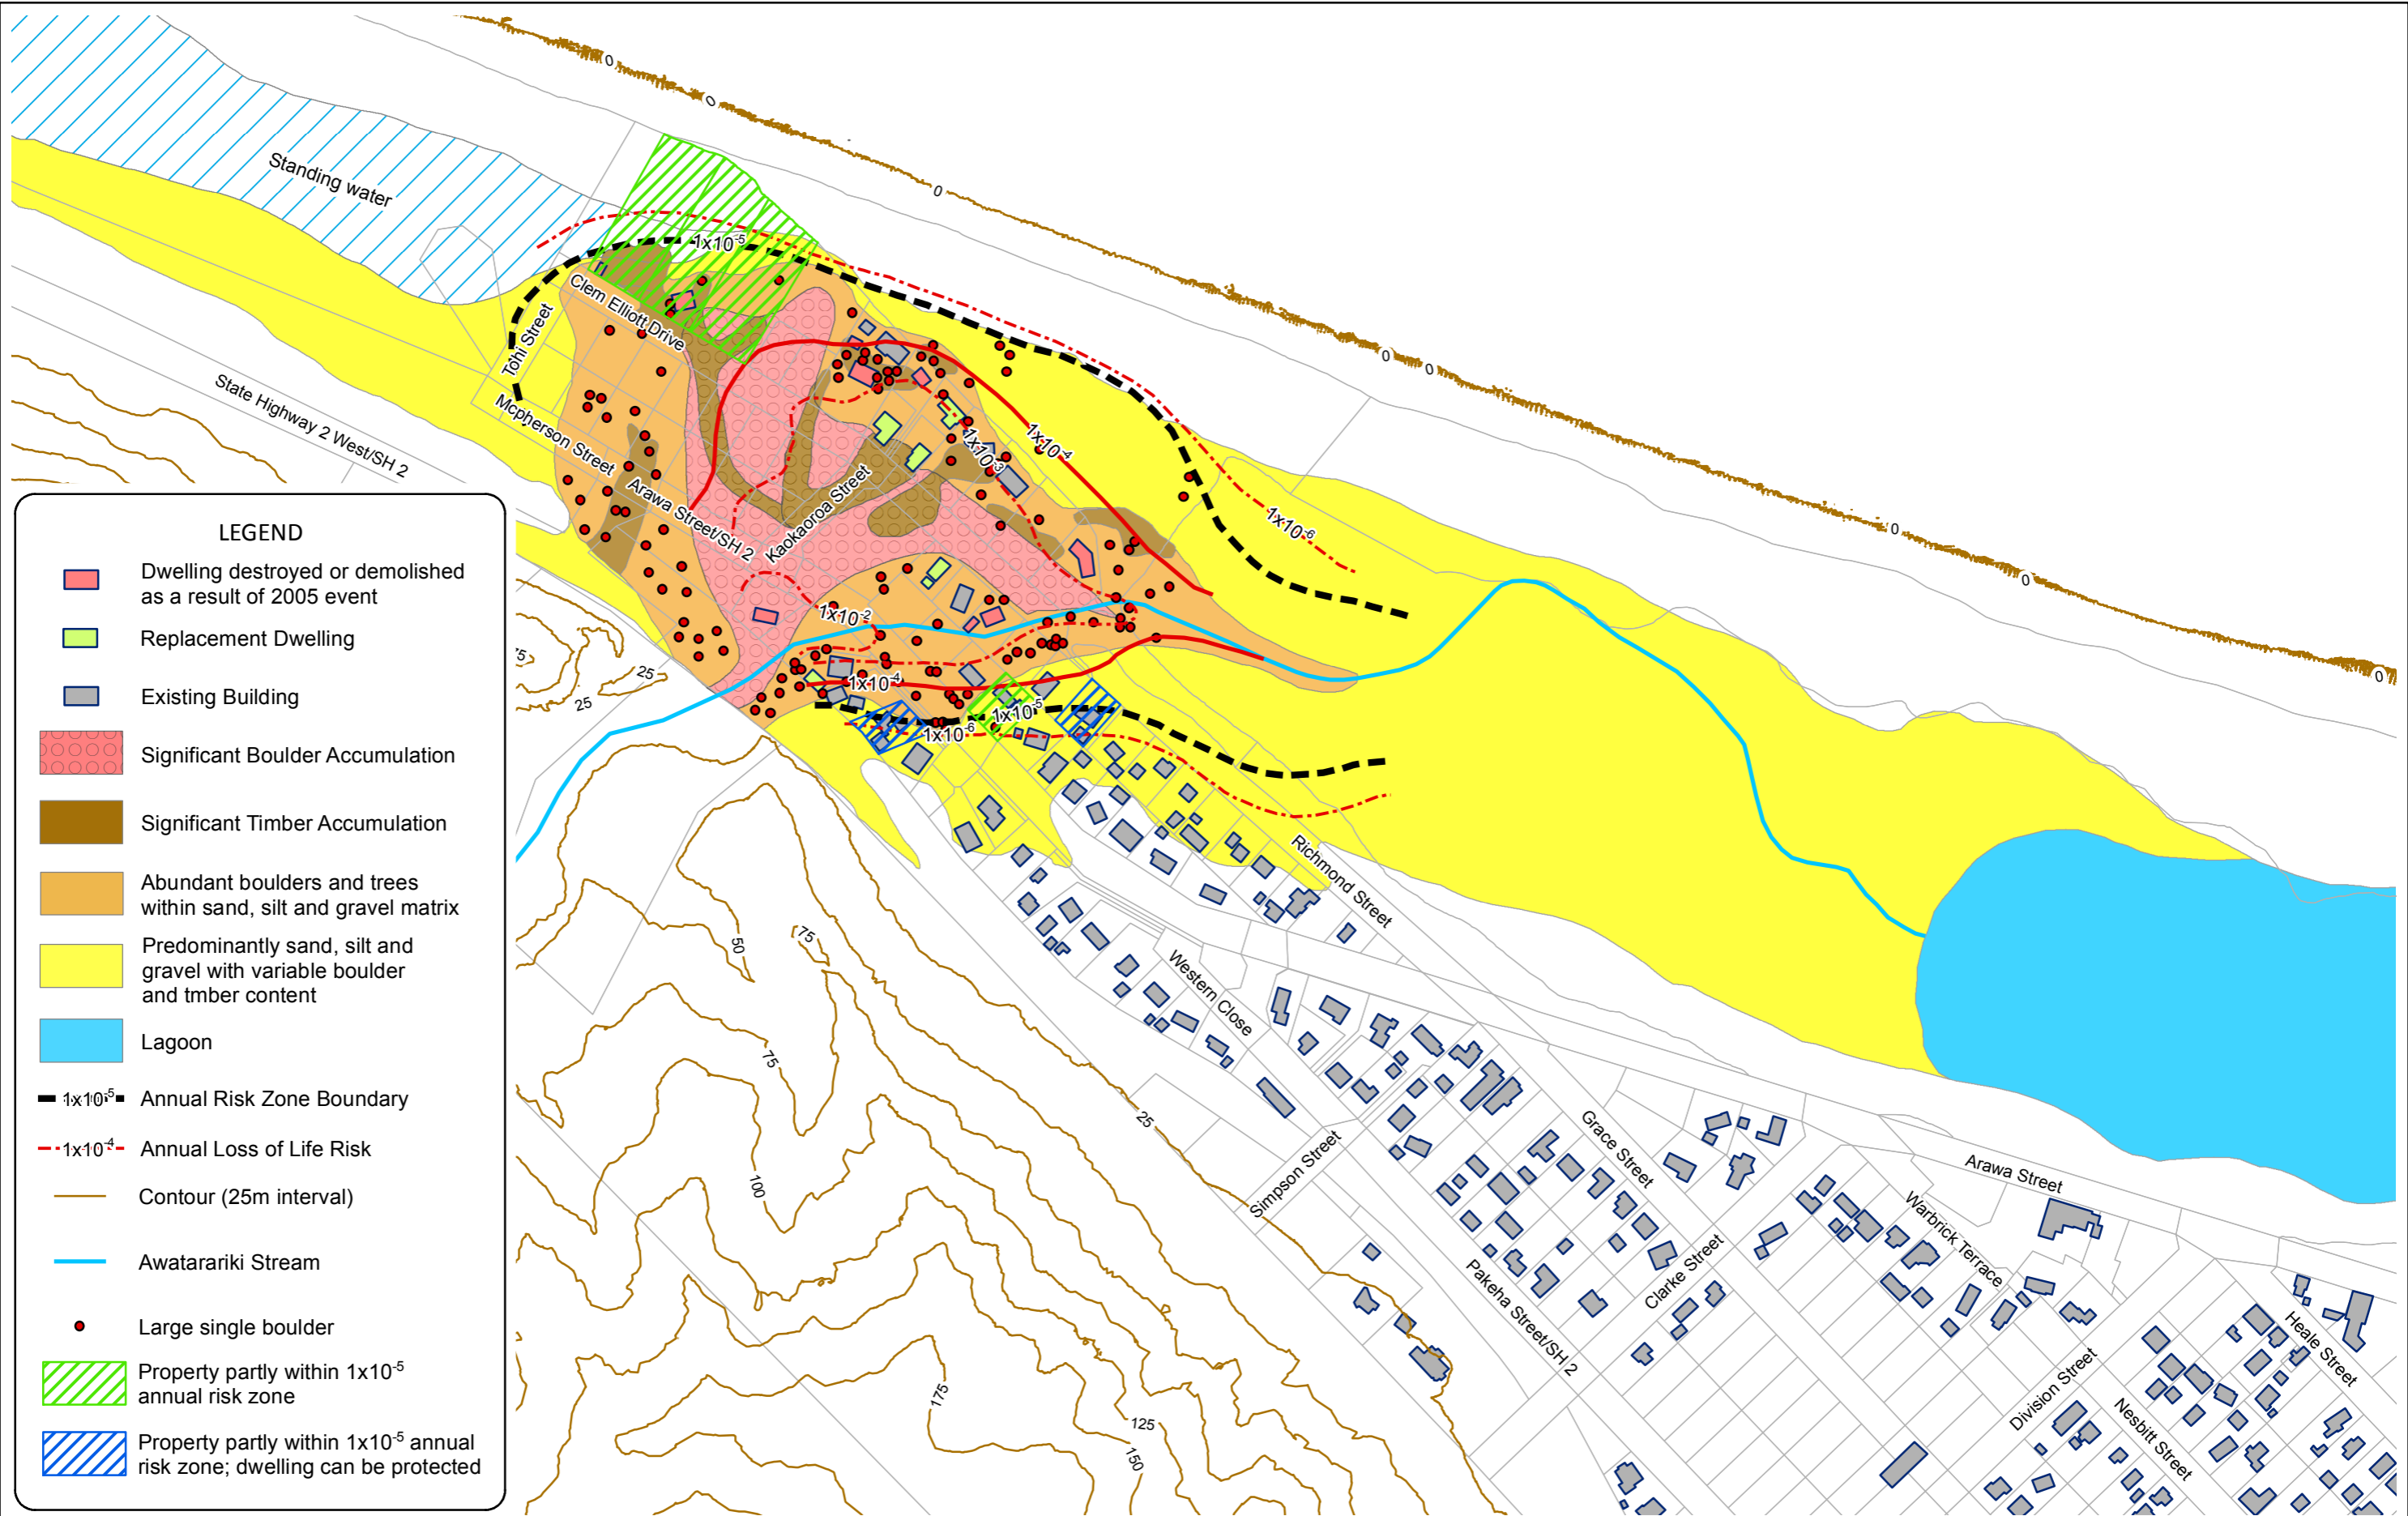 0
0
0
0
0
0
0
0
Standing water
1x10-5
Clem Elliott Drive
Tohi Street
State Highway 2 West/SH 2
Mcpherson Street
Arawa Street/SH 2
Kaokaoroa Street
1x10-3
1x10-4
1x10-6
1x10-2
1x10-4
1x10-5
1x10-6
25
25
LEGEND
Dwelling destroyed or demolished
as a result of 2005 event
Replacement Dwelling
Existing Building
Significant Boulder Accumulation
Significant Timber Accumulation
Abundant boulders and trees
within sand, silt and gravel matrix
Predominantly sand, silt and
gravel with variable boulder
and tmber content
Lagoon
1x10-5
Annual Risk Zone Boundary
1x10-4
Annual Loss of Life Risk
Contour (25m interval)
Awatarariki Stream
Large single boulder
Property partly within 1x10-5
annual risk zone
Property partly within 1x10-5 annual
risk zone; dwelling can be protected
Richmond Street
Western Close
50
75
75
100
25
175
125
150
Simpson Street
Grace Street
Pakeha Street/SH 2
Clarke Street
Arawa Street
Warbrick Terrace
Heale Street
Division Street
Nesbitt Street
0